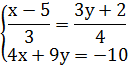 {(x − 5)/3 = (3y + 2)/4
4x + 9y = −10